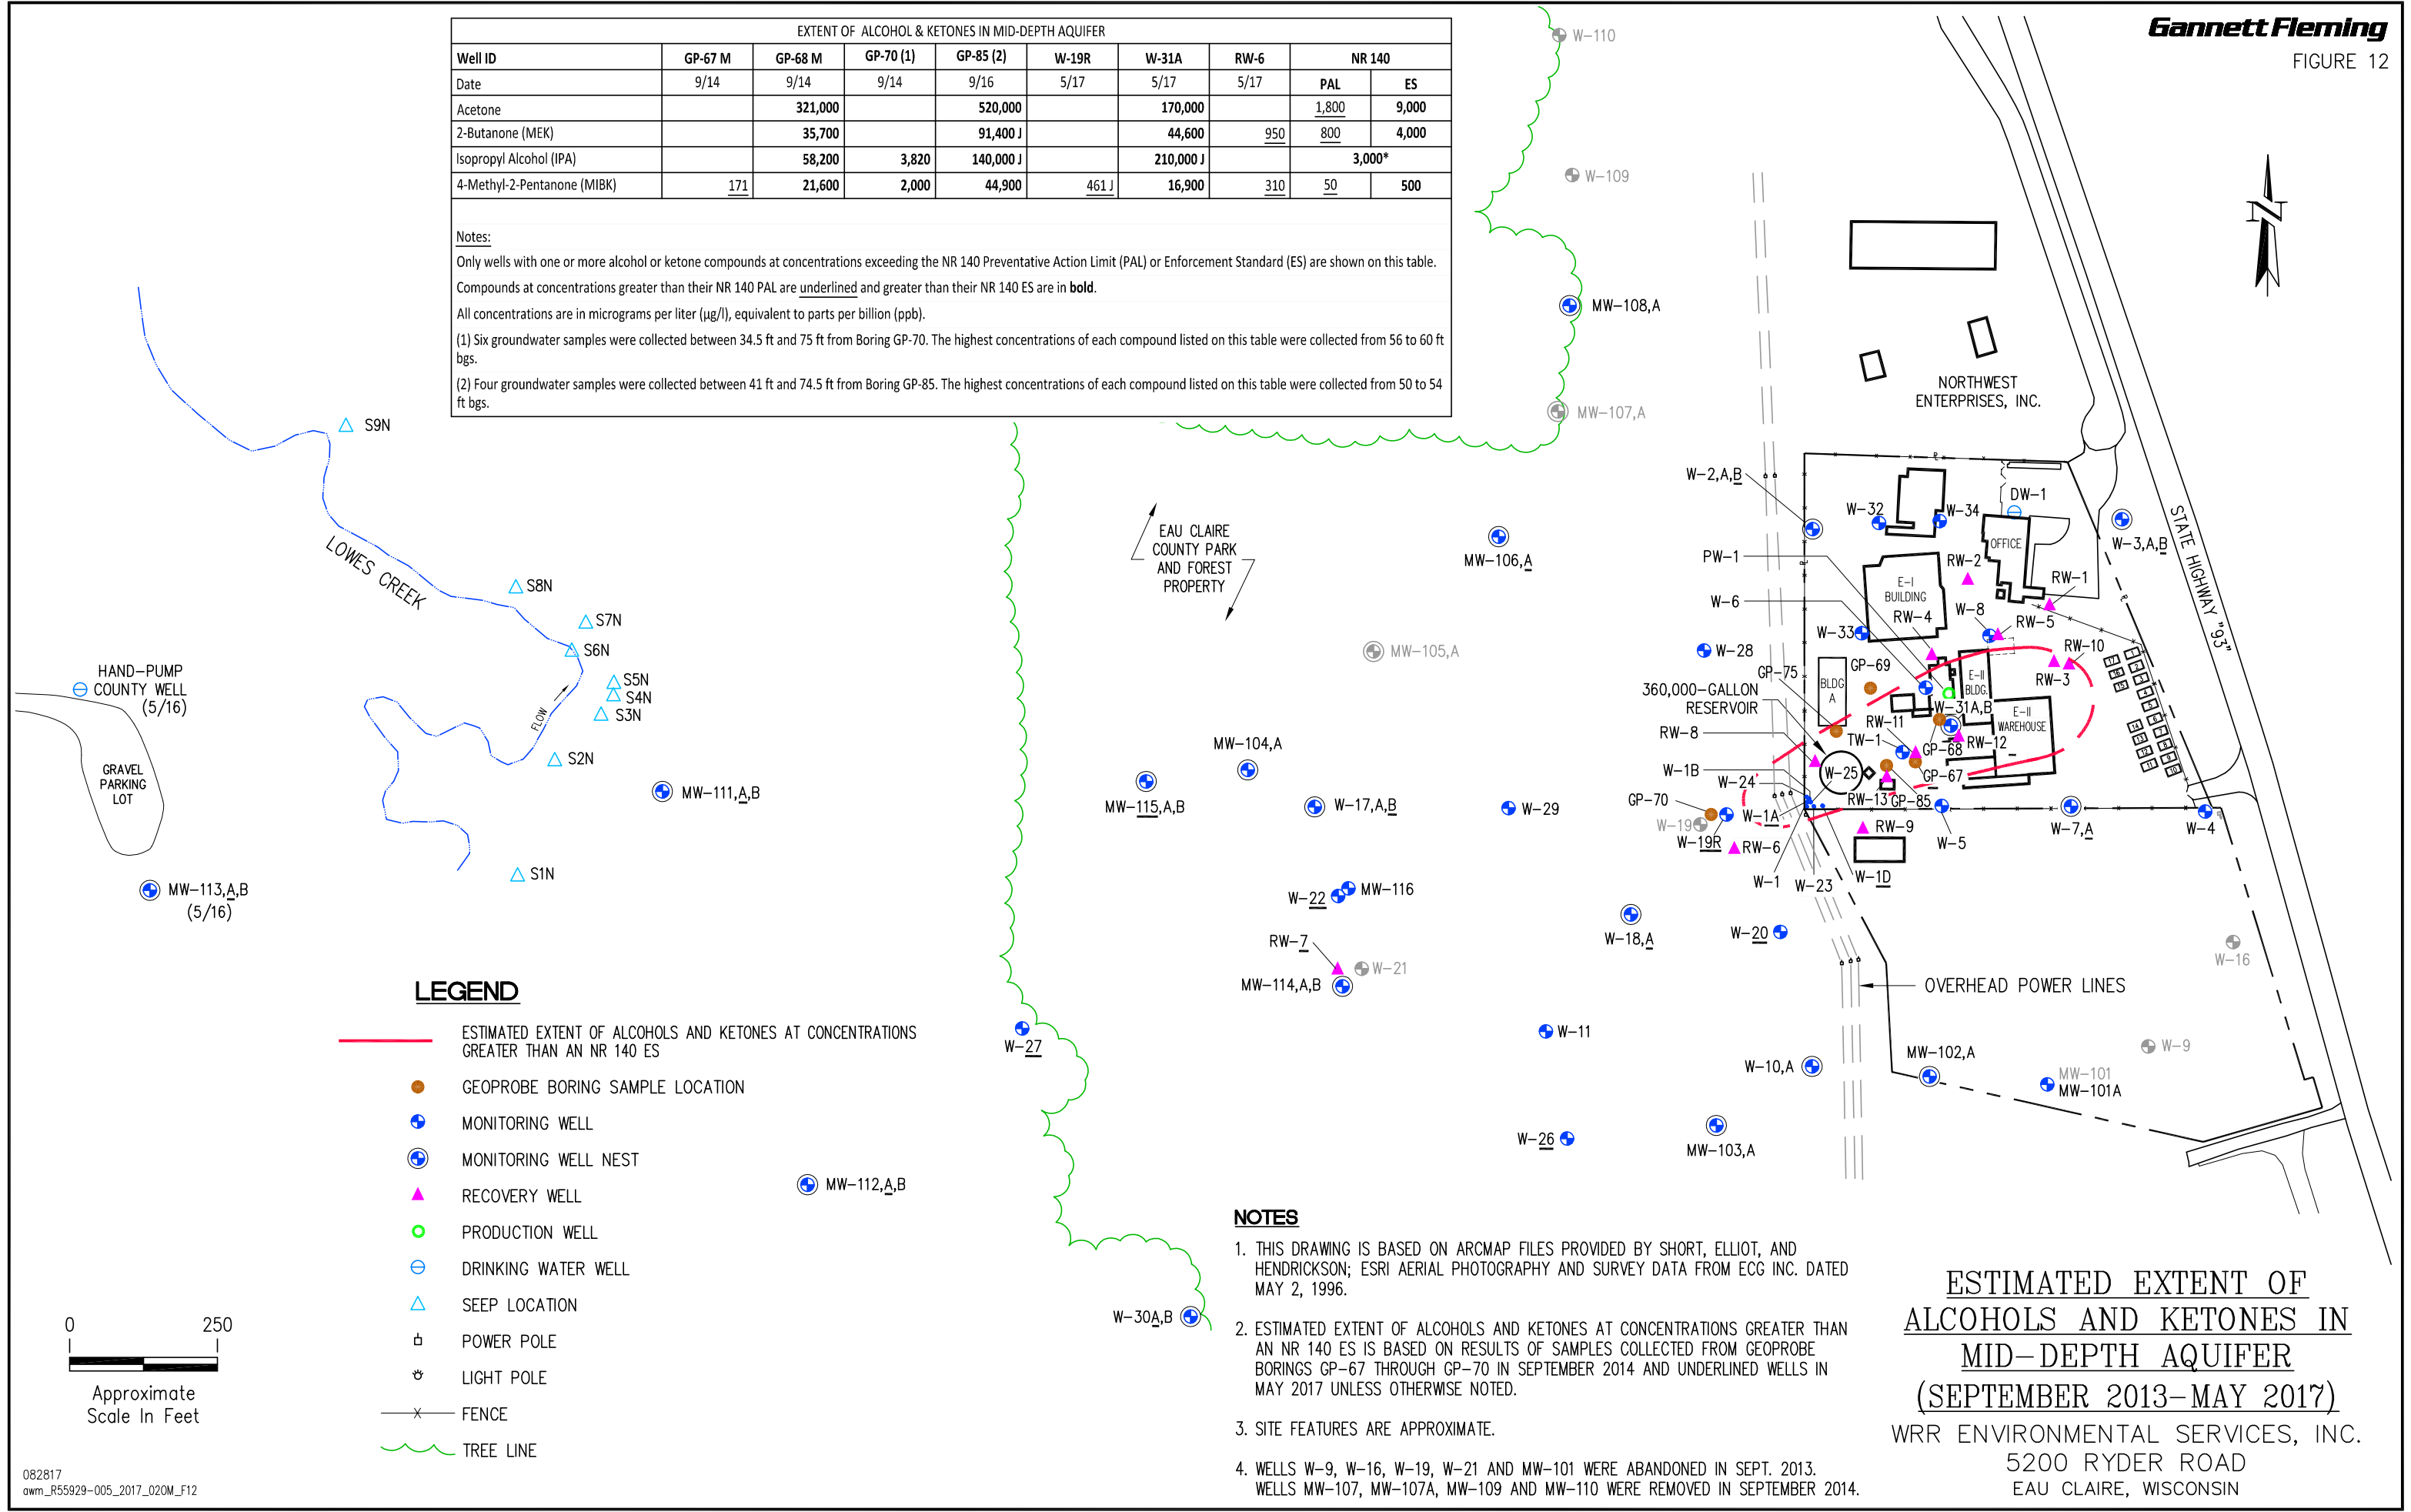 Gannett Fleming
FIGURE 12
EXTENT OF ALCOHOL & KETONES IN MID-DEPTH AQUIFER
Well ID GP-67 M GP-68 M GP-70 (1) GP-85 (2) W-19R W-31A RW-6 NR 140
Date 9/14 9/14 9/14 9/16 5/17 5/17 5/17 PAL ES
Acetone 321,000 520,000 170,000 1,800 9,000
2-Butanone (MEK) 35,700 91,400 J 44,600 950 800 4,000
Isopropyl Alcohol (IPA) 58,200 3,820 140,000 J 210,000 J 3,000*
4-Methyl-2-Pentanone (MIBK) 171 21,600 2,000 44,900 461 J 16,900 310 50 500
Notes:
Only wells with one or more alcohol or ketone compounds at concentrations exceeding the NR 140 Preventative Action Limit (PAL) or Enforcement Standard (ES) are shown on this table.
Compounds at concentrations greater than their NR 140 PAL are underlined and greater than their NR 140 ES are in bold.
All concentrations are in micrograms per liter (µg/l), equivalent to parts per billion (ppb).
(1) Six groundwater samples were collected between 34.5 ft and 75 ft from Boring GP-70. The highest concentrations of each compound listed on this table were collected from 56 to 60 ft
bgs.
(2) Four groundwater samples were collected between 41 ft and 74.5 ft from Boring GP-85. The highest concentrations of each compound listed on this table were collected from 50 to 54
ft bgs.
W-110
W-109
MW-108,A
MW-107,A
N
NORTHWEST
ENTERPRISES, INC.
STATE HIGHWAY "93"
S9N
LOWES CREEK
S8N
S7N
S6N
S5N
S4N
S3N
FLOW
S2N
S1N
HAND-PUMP
COUNTY WELL
(5/16)
GRAVEL
PARKING
LOT
MW-113,A,B
(5/16)
MW-111,A,B
EAU CLAIRE
COUNTY PARK
AND FOREST
PROPERTY
MW-106,A
MW-105,A
MW-104,A
MW-115,A,B
W-17,A,B
W-29
W-22
MW-116
RW-7
W-21
MW-114,A,B
W-18,A
W-20
W-11
W-10,A
W-26
MW-103,A
MW-102,A
MW-101
MW-101A
W-9
W-16
W-27
MW-112,A,B
W-30A,B
OVERHEAD POWER LINES
W-2,A,B
W-32
W-34
DW-1
OFFICE
W-3,A,B
PW-1
E-I
BUILDING
RW-2
RW-1
W-6
RW-4
W-8
RW-5
W-33
W-28
GP-75
GP-69
RW-10
RW-3
BLDG
A
E-II
BLDG.
360,000-GALLON
RESERVOIR
W-31A,B
E-II
WAREHOUSE
RW-8
RW-11
TW-1
GP-68
RW-12
W-1B
W-24
W-25
GP-67
GP-70
W-1A
RW-13
GP-85
W-19
W-19R
RW-6
RW-9
W-5
W-7,A
W-4
W-1
W-23
W-1D
LEGEND
ESTIMATED EXTENT OF ALCOHOLS AND KETONES AT CONCENTRATIONS
GREATER THAN AN NR 140 ES
GEOPROBE BORING SAMPLE LOCATION
MONITORING WELL
MONITORING WELL NEST
RECOVERY WELL
PRODUCTION WELL
DRINKING WATER WELL
SEEP LOCATION
POWER POLE
LIGHT POLE
X FENCE
TREE LINE
0 250
Approximate
Scale In Feet
082817
awm_R55929-005_2017_020M_F12
NOTES
1. THIS DRAWING IS BASED ON ARCMAP FILES PROVIDED BY SHORT, ELLIOT, AND
HENDRICKSON; ESRI AERIAL PHOTOGRAPHY AND SURVEY DATA FROM ECG INC. DATED
MAY 2, 1996.
2. ESTIMATED EXTENT OF ALCOHOLS AND KETONES AT CONCENTRATIONS GREATER THAN
AN NR 140 ES IS BASED ON RESULTS OF SAMPLES COLLECTED FROM GEOPROBE
BORINGS GP-67 THROUGH GP-70 IN SEPTEMBER 2014 AND UNDERLINED WELLS IN
MAY 2017 UNLESS OTHERWISE NOTED.
3. SITE FEATURES ARE APPROXIMATE.
4. WELLS W-9, W-16, W-19, W-21 AND MW-101 WERE ABANDONED IN SEPT. 2013.
WELLS MW-107, MW-107A, MW-109 AND MW-110 WERE REMOVED IN SEPTEMBER 2014.
ESTIMATED EXTENT OF
ALCOHOLS AND KETONES IN
MID-DEPTH AQUIFER
(SEPTEMBER 2013-MAY 2017)
WRR ENVIRONMENTAL SERVICES, INC.
5200 RYDER ROAD
EAU CLAIRE, WISCONSIN